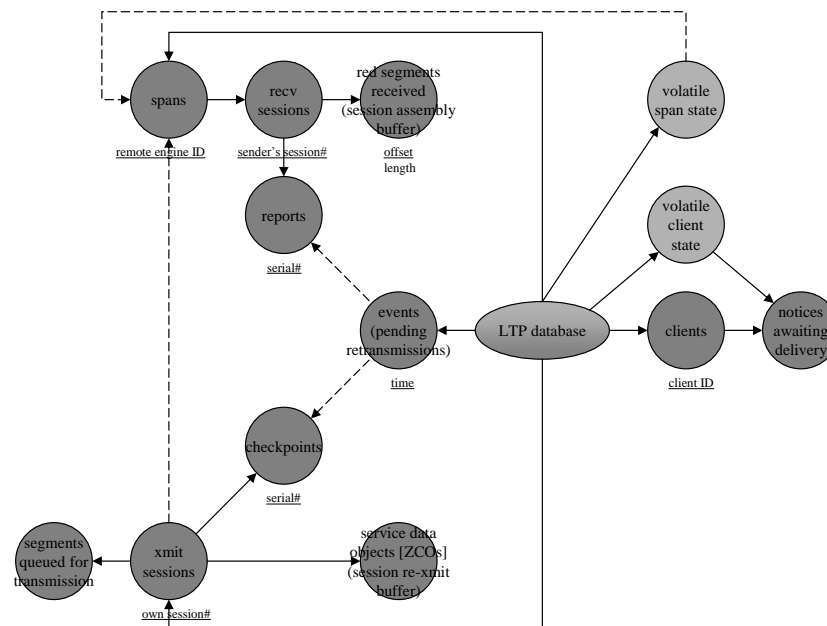 spans
remote engine ID
recv
sessions
sender's session#
red segments
received
(session assembly
buffer)
offset
length
volatile
span state
reports
serial#
volatile
client
state
events
(pending
retransmissions)
time
LTP database
clients
client ID
notices
awaiting
delivery
checkpoints
serial#
segments
queued for
transmission
xmit
sessions
own session#
service data
objects [ZCOs]
(session re-xmit
buffer)